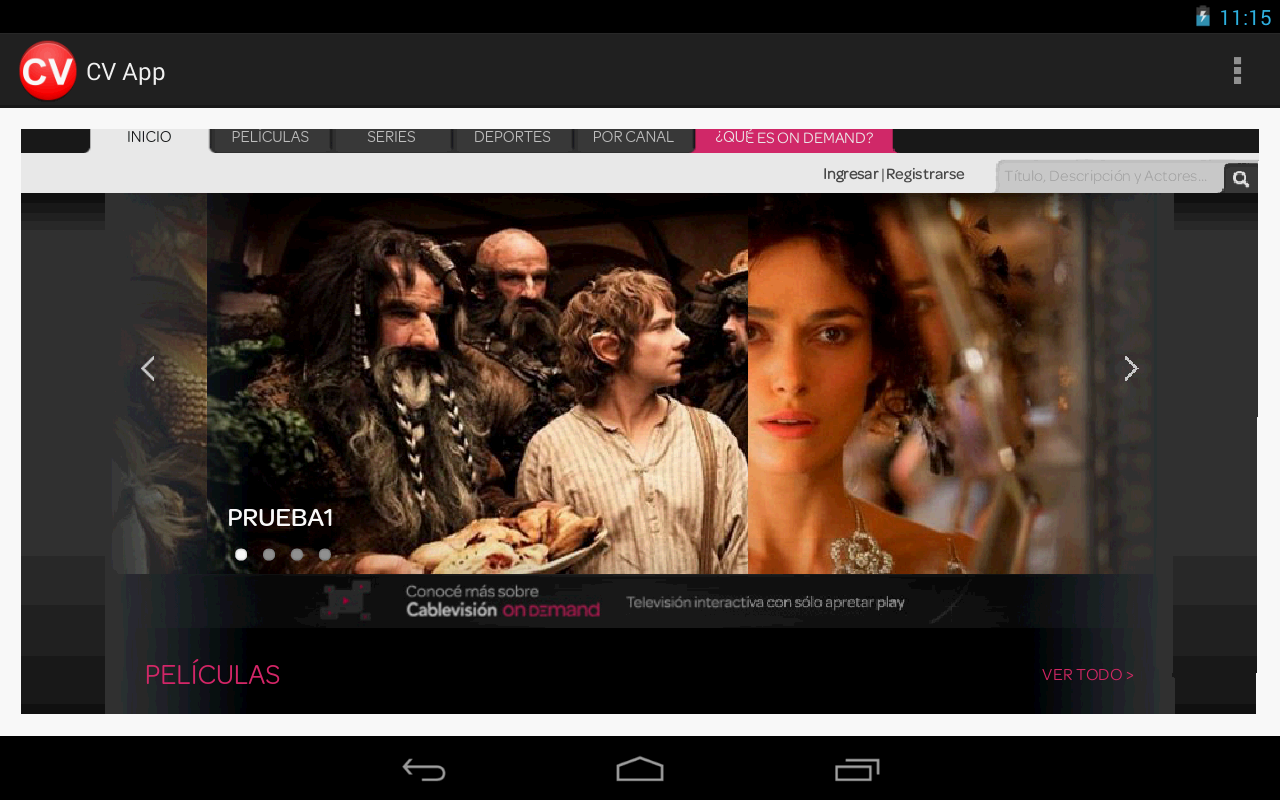 11:15
CV CV App
INICIO PELÍCULAS SERIES DEPORTES POR CANAL ¿QUÉ ES ON DEMAND?
Ingresar | Registrarse Título, Descripción y Actores...
PRUEBA1
Conocé más sobre
Cablevisión ON DEMAND Televisión interactiva con sólo apretar play
PELÍCULAS VER TODO >